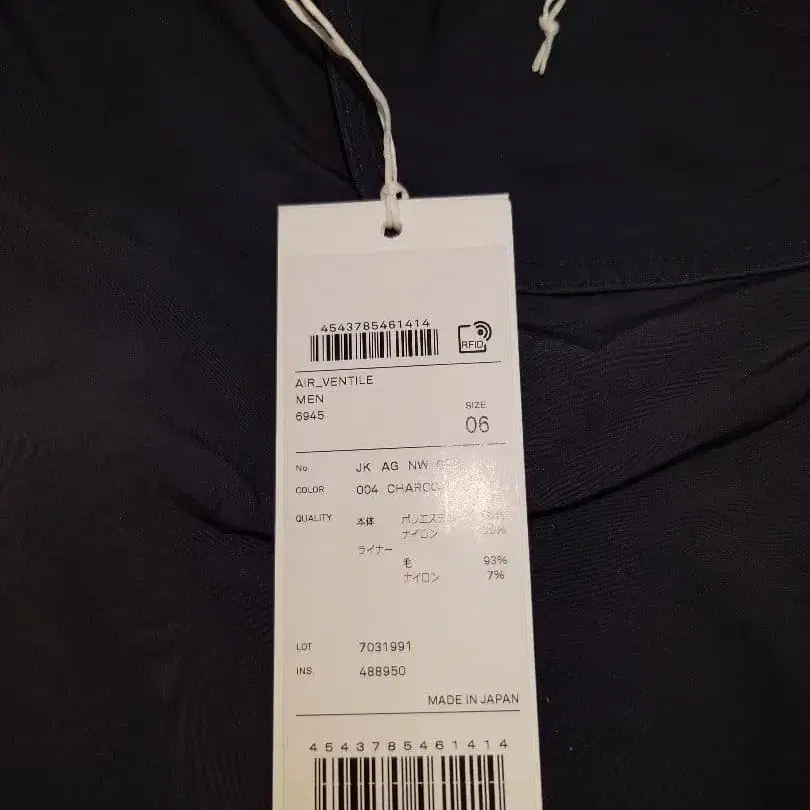 4543785461414
RFID
AIR_VENTILE
MEN
6945
SIZE
06
No. JK AG NW
COLOR 004
QUALITY 本体
ナイロン
ライナー
毛 93%
ナイロン 7%
LOT 7031991
INS. 488950
MADE IN JAPAN
4543785461414